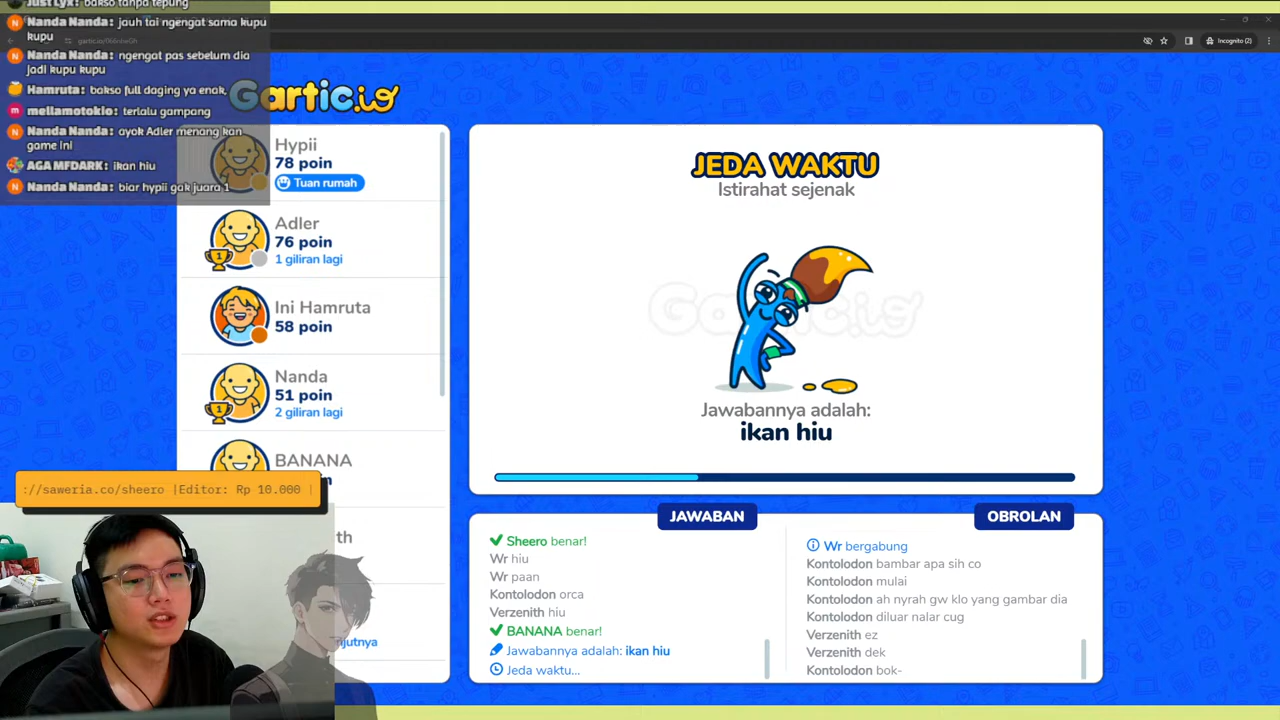 Just Lyx: bakso tanpa tepung
Nanda Nanda: jauh tai ngengat sama kupu
kupu
Nanda Nanda: ngengat pas sebelum dia
jadi kupu kupu
Hamruta: bakso full daging ya enak,
mellamotokio: terlalu gampang
Nanda Nanda: ayok Adler menang kan
game ini
AGA MFDARK: ikan hiu
Nanda Nanda: biar hypii gak juara 1
Incognito (2)
Gartic.io
Hypii
78 poin
Tuan rumah
Adler
76 poin
1 giliran lagi
Ini Hamruta
58 poin
Nanda
51 poin
2 giliran lagi
BANANA
://saweria.co/sheero |Editor: Rp 10.000 |
JEDA WAKTU
Istirahat sejenak
Gartic.io
Jawabannya adalah:
ikan hiu
JAWABAN
Sheero benar!
Wr hiu
Wr paan
Kontolodon orca
Verzenith hiu
BANANA benar!
Jawabannya adalah: ikan hiu
Jeda waktu...
OBROLAN
Wr bergabung
Kontolodon bambar apa sih co
Kontolodon mulai
Kontolodon ah nyrah gw klo yang gambar dia
Kontolodon diluar nalar cug
Verzenith ez
Verzenith dek
Kontolodon bok-